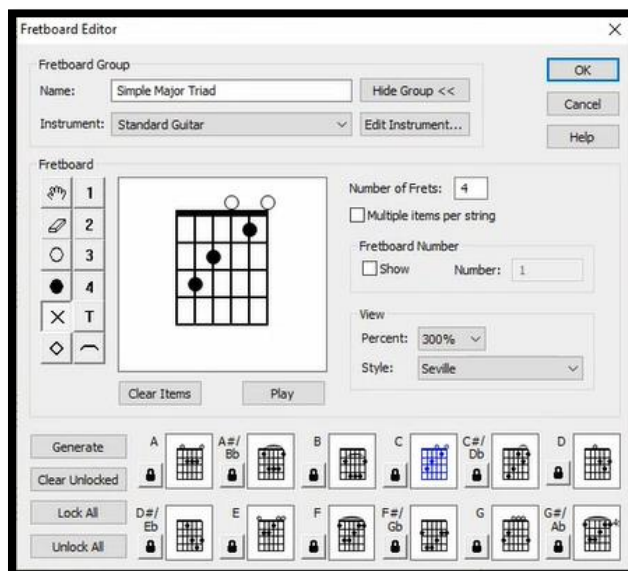 Fretboard Editor
Fretboard Group
Name: Simple Major Triad Hide Group <<
Instrument: Standard Guitar Edit Instrument...
OK
Cancel
Help
Fretboard
1
2
3
4
T
Clear Items Play
Number of Frets: 4
Multiple items per string
Fretboard Number
Show Number: 1
View
Percent: 300%
Style: Seville
Generate
Clear Unlocked
Lock All
Unlock All
A A#/Bb B C C#/Db D
D#/Eb E F F#/Gb G G#/Ab